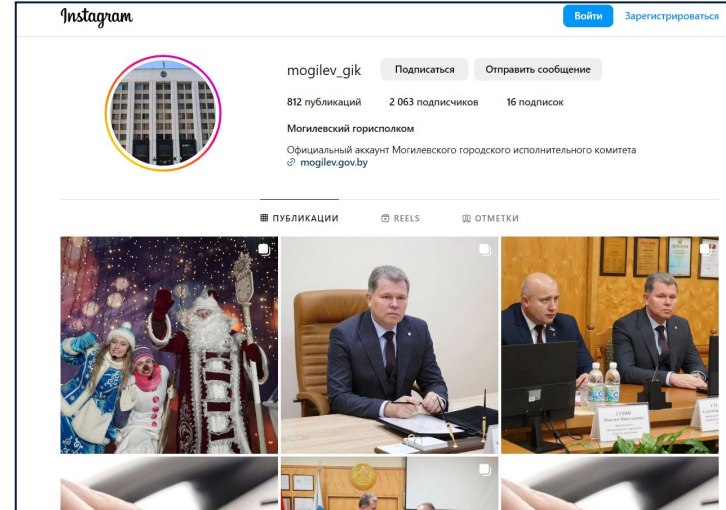 Instagram
Войти
Зарегистрироваться
mogilev_gik
Подписаться
Отправить сообщение
812 публикаций
2 063 подписчиков
16 подписок
Могилевский горисполком
Официальный аккаунт Могилевского городского исполнительного комитета
mogilev.gov.by
ПУБЛИКАЦИИ
REELS
ОТМЕТКИ